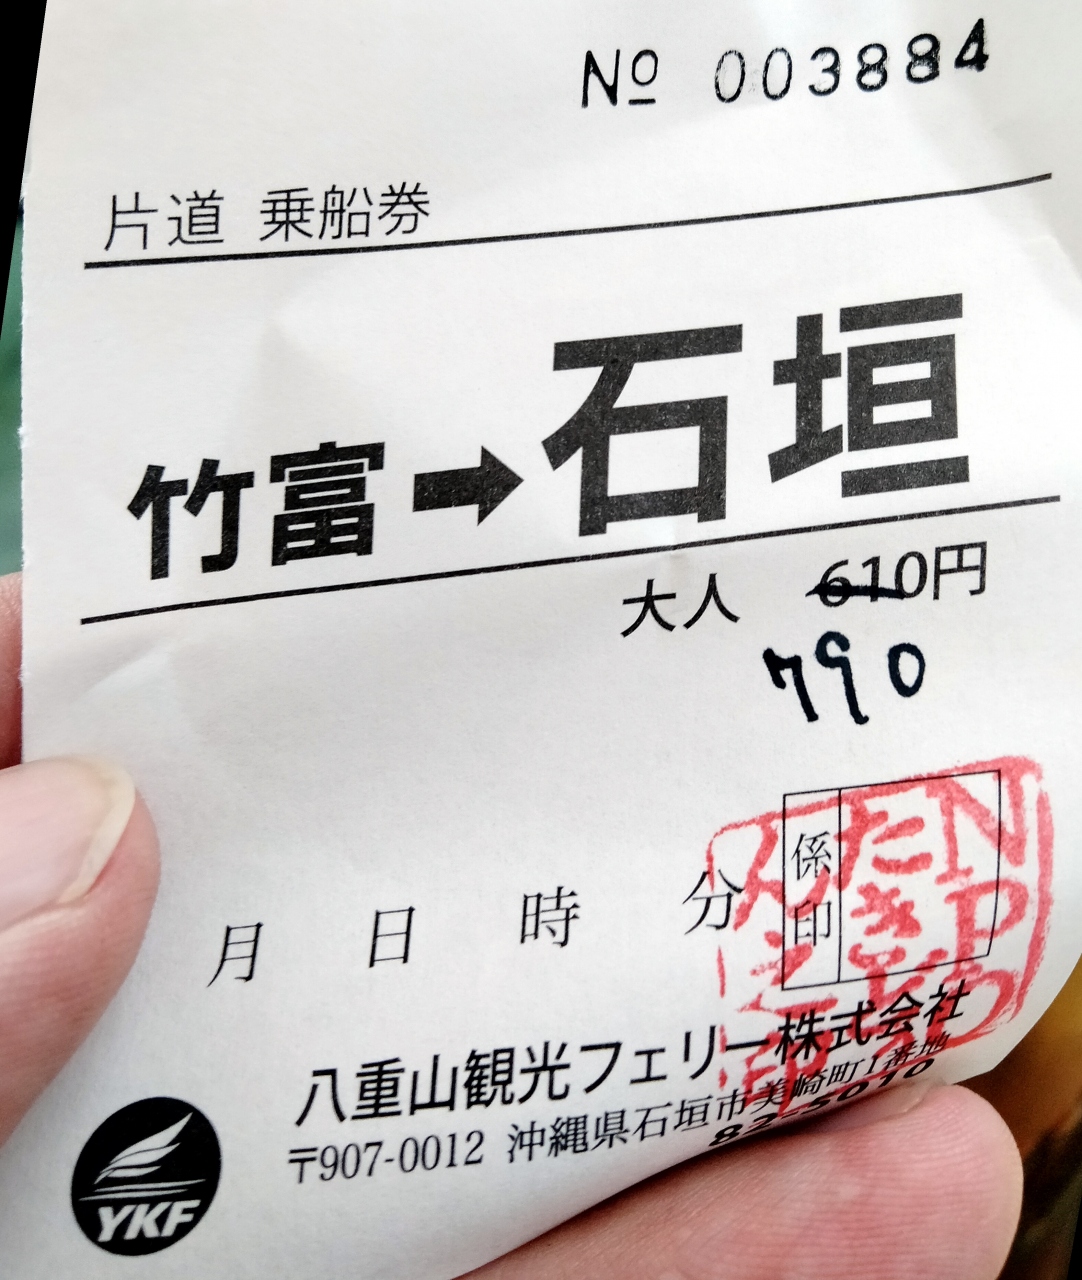 № 003884
片道 乗船券
竹富→石垣
大人 610円
790
係印
月 日 時 分
八重山観光フェリー株式会社
〒907-0012 沖縄県石垣市美崎町1番地
82-5010
YKF